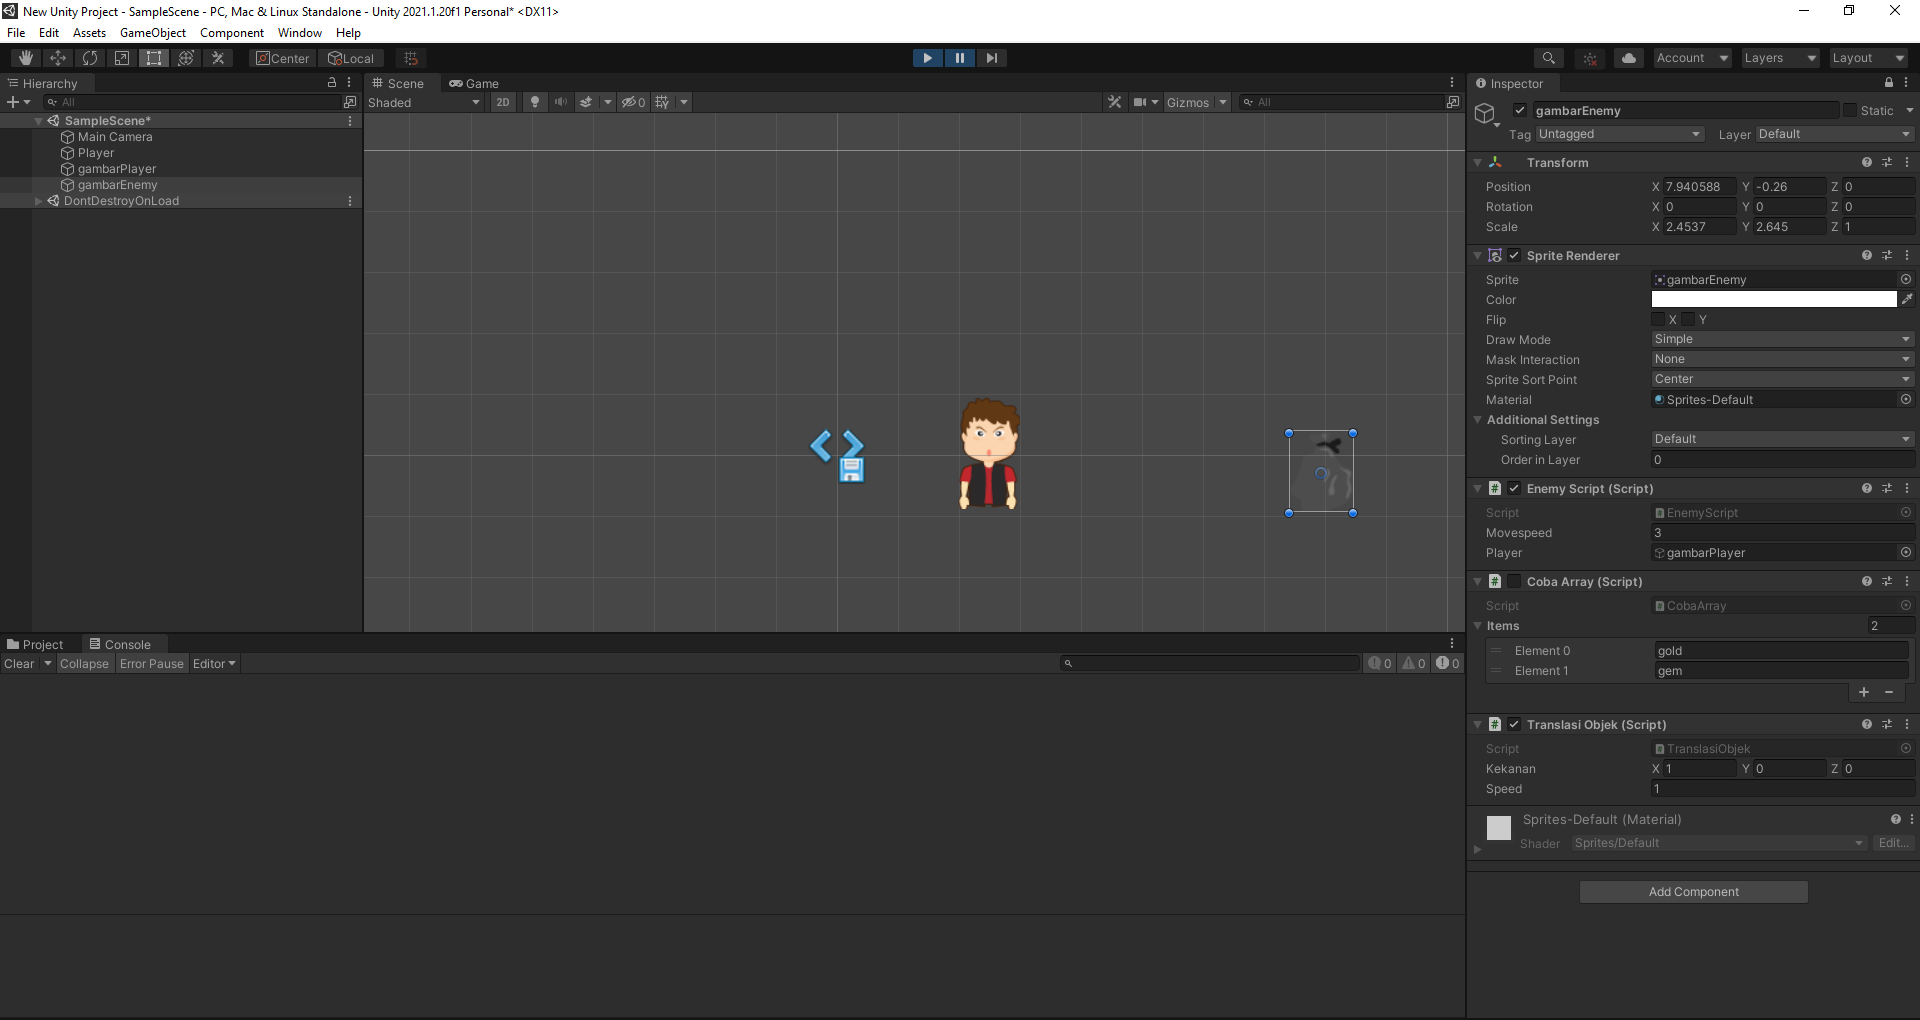 New Unity Project - SampleScene - PC, Mac & Linux Standalone - Unity 2021.1.20f1 Personal* <DX11>
File Edit Assets GameObject Component Window Help
Center Local
Account Layers Layout
Hierarchy
All
SampleScene*
Main Camera
Player
gambarPlayer
gambarEnemy
DontDestroyOnLoad
Scene Game
Shaded 2D 0 Gizmos All
Project Console
Clear Collapse Error Pause Editor 0 0 0
Inspector
gambarEnemy Static
Tag Untagged Layer Default
Transform
Position X 7.940588 Y -0.26 Z 0
Rotation X 0 Y 0 Z 0
Scale X 2.4537 Y 2.645 Z 1
Sprite Renderer
Sprite gambarEnemy
Color
Flip X Y
Draw Mode Simple
Mask Interaction None
Sprite Sort Point Center
Material Sprites-Default
Additional Settings
Sorting Layer Default
Order in Layer 0
# Enemy Script (Script)
Script EnemyScript
Movespeed 3
Player gambarPlayer
# Coba Array (Script)
Script CobaArray
Items 2
Element 0 gold
Element 1 gem
+ -
# Translasi Objek (Script)
Script TranslasiObjek
Kekanan X 1 Y 0 Z 0
Speed 1
Sprites-Default (Material)
Shader Sprites/Default Edit...
Add Component